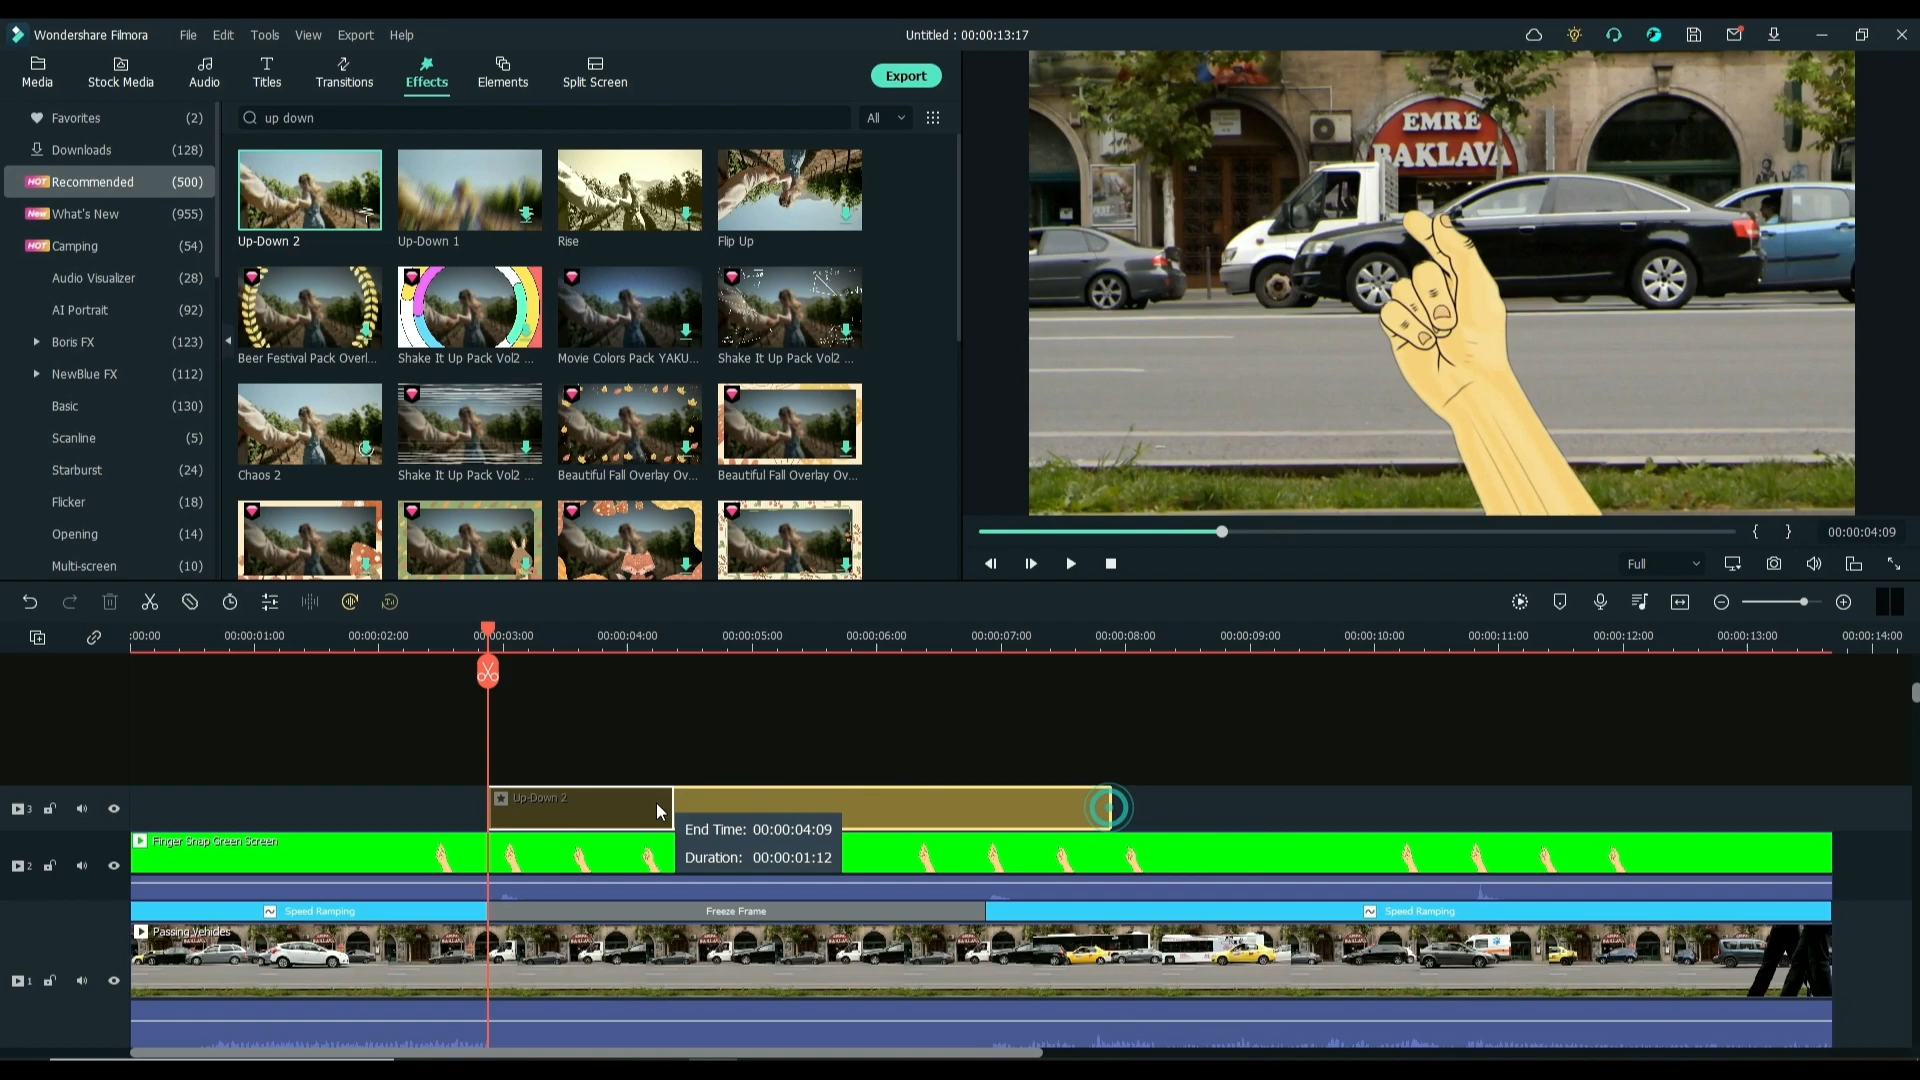 Wondershare Filmora File Edit Tools View Export Help Untitled : 00:00:13:17
Media Stock Media Audio Titles Transitions Effects Elements Split Screen Export
Favorites (2)
Downloads (128)
HOT Recommended (500)
New What's New (955)
HOT Camping (54)
Audio Visualizer (28)
AI Portrait (92)
Boris FX (123)
NewBlue FX (112)
Basic (130)
Scanline (5)
Starburst (24)
Flicker (18)
Opening (14)
Multi-screen (10)
up down All
Up-Down 2 Up-Down 1 Rise Flip Up
Beer Festival Pack Overl... Shake It Up Pack Vol2 ... Movie Colors Pack YAKU... Shake It Up Pack Vol2 ...
Chaos 2 Shake It Up Pack Vol2 ... Beautiful Fall Overlay Ov... Beautiful Fall Overlay Ov...
EMRE
BAKLAVA
{ } 00:00:04:09
Full
:00:00 00:00:01:00 00:00:02:00 00:00:03:00 00:00:04:00 00:00:05:00 00:00:06:00 00:00:07:00 00:00:08:00 00:00:09:00 00:00:10:00 00:00:11:00 00:00:12:00 00:00:13:00 00:00:14:00
3 Up-Down 2
End Time: 00:00:04:09
Duration: 00:00:01:12
2 Finger Snap Green Screen
Speed Ramping Freeze Frame Speed Ramping
1 Passing Vehicles